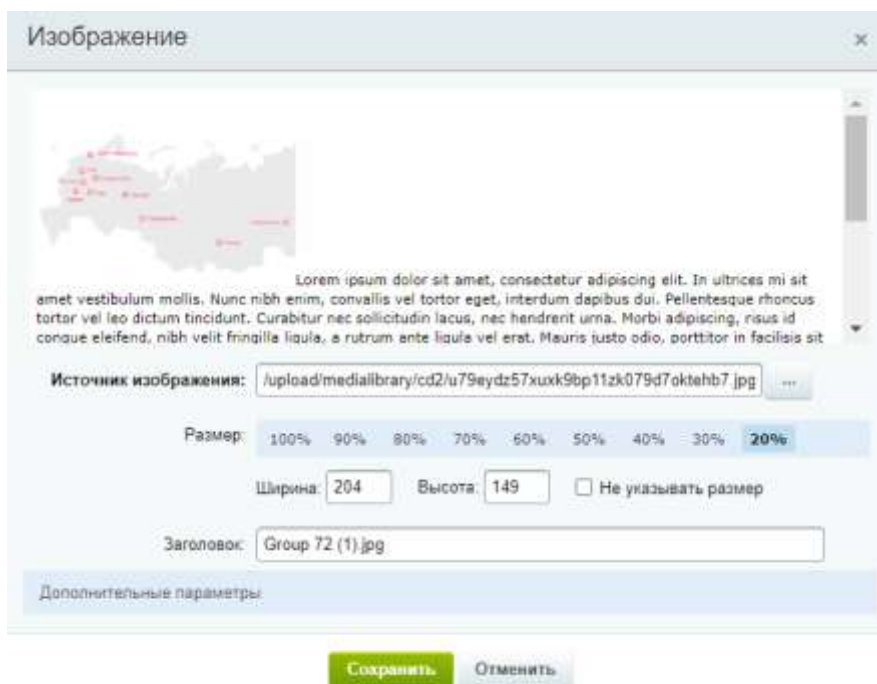 Изображение
×
Lorem ipsum dolor sit amet, consectetur adipiscing elit. In ultrices mi sit
amet vestibulum mollis. Nunc nibh enim, convallis vel tortor eget, interdum dapibus dui. Pellentesque rhoncus
tortor vel leo dictum tincidunt. Curabitur nec sollicitudin lacus, nec hendrerit urna. Morbi adipiscing, risus id
congue eleifend, nibh velit fringilla ligula, a rutrum ante ligula vel erat. Mauris justo odio, porttitor in facilisis sit
Источник изображения: /upload/medialibrary/cd2/u79eydz57xuxk9bp11zk079d7oktehb7.jpg ...
Размер: 100% 90% 80% 70% 60% 50% 40% 30% 20%
Ширина: 204 Высота: 149 Не указывать размер
Заголовок: Group 72 (1).jpg
Дополнительные параметры
Сохранить Отменить